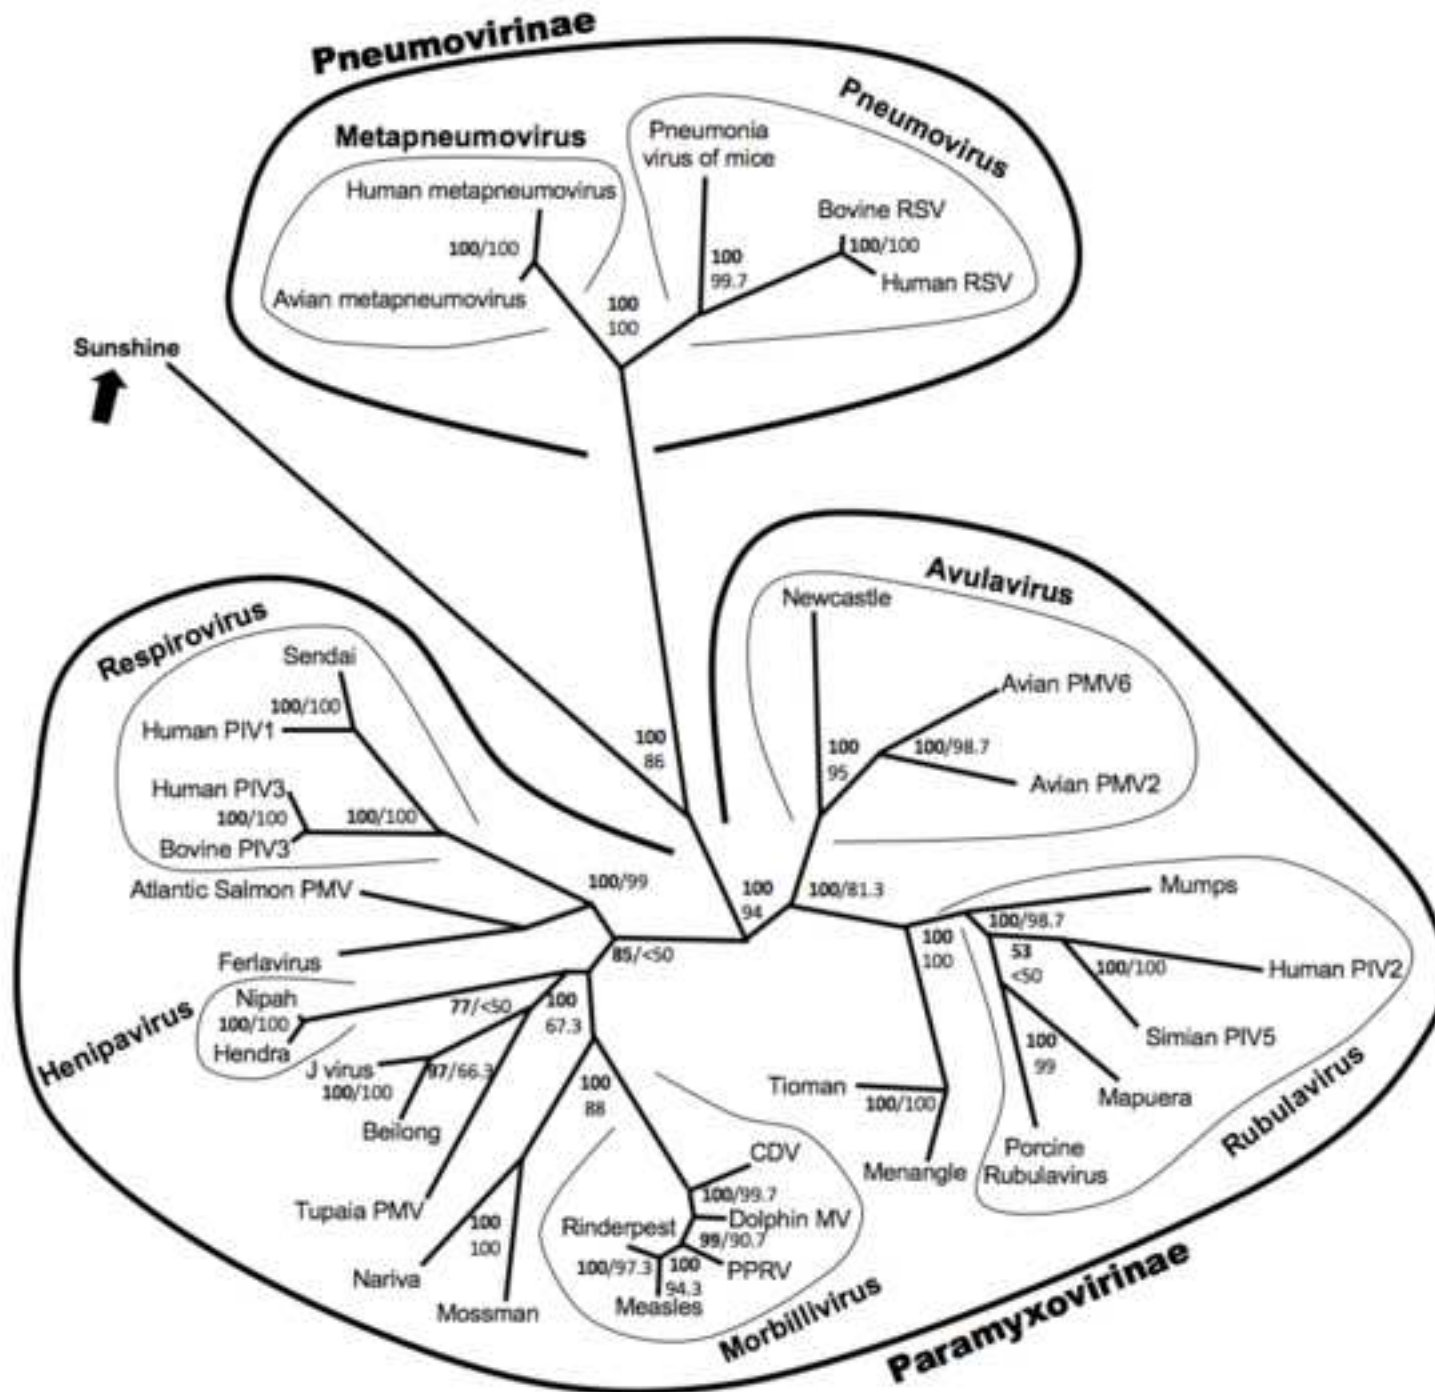 Pneumovirinae
Metapneumovirus
Pneumovirus
Pneumonia
virus of mice
Human metapneumovirus
Bovine RSV
100/100
100/100
100
99.7
Human RSV
Avian metapneumovirus
100
100
Sunshine
Avulavirus
Newcastle
Respirovirus
Sendai
Avian PMV6
100/100
Human PIV1
100
86
100
95
100/98.7
Avian PMV2
Human PIV3
100/100
100/100
Bovine PIV3
Atlantic Salmon PMV
100/99
100
94
100/81.3
Mumps
100/98.7
100
100
53
<50
85/<50
Ferlavirus
100/100
Human PIV2
Henipavirus
Nipah
100/100
Hendra
77/<50
100
67.3
Simian PIV5
100
99
J virus
97/66.3
100/100
100
88
Tioman
100/100
Mapuera
Rubulavirus
Beilong
Menangle
Porcine
Rubulavirus
CDV
100/99.7
Tupaia PMV
100
100
Rinderpest
Dolphin MV
99/90.7
PPRV
100/97.3
100
94.3
Nariva
Mossman
Measles
Morbillivirus
Paramyxovirinae